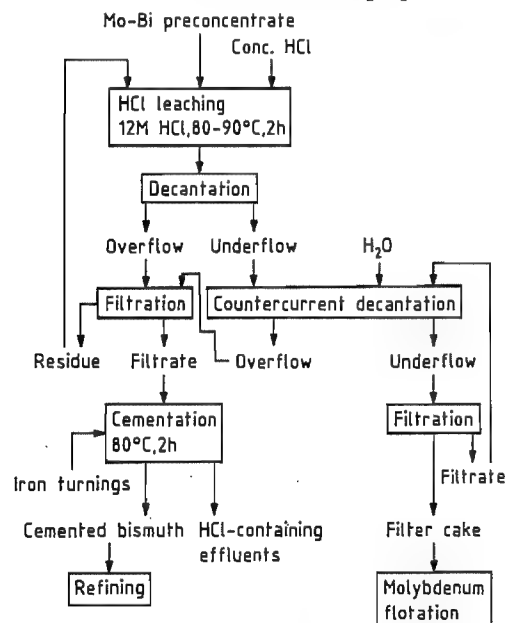 Mo-Bi preconcentrate
Conc. HCl
HCl leaching
12M HCl,80-90°C,2h
Decantation
Overflow
Underflow
H₂O
Filtration
Countercurrent decantation
Residue
Filtrate
Overflow
Underflow
Cementation
80°C,2h
Filtration
Iron turnings
Filtrate
Cemented bismuth
HCl-containing
effluents
Filter cake
Refining
Molybdenum
flotation